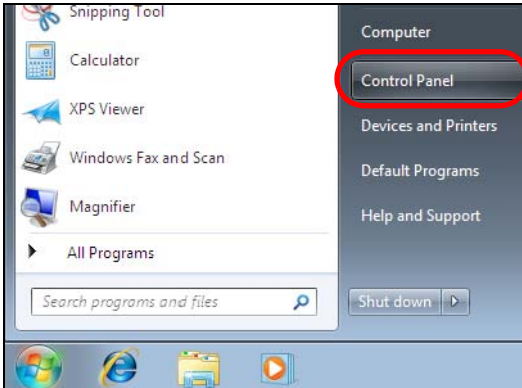 Snipping Tool
Calculator
XPS Viewer
Windows Fax and Scan
Magnifier
All Programs
Search programs and files
Computer
Control Panel
Devices and Printers
Default Programs
Help and Support
Shut down